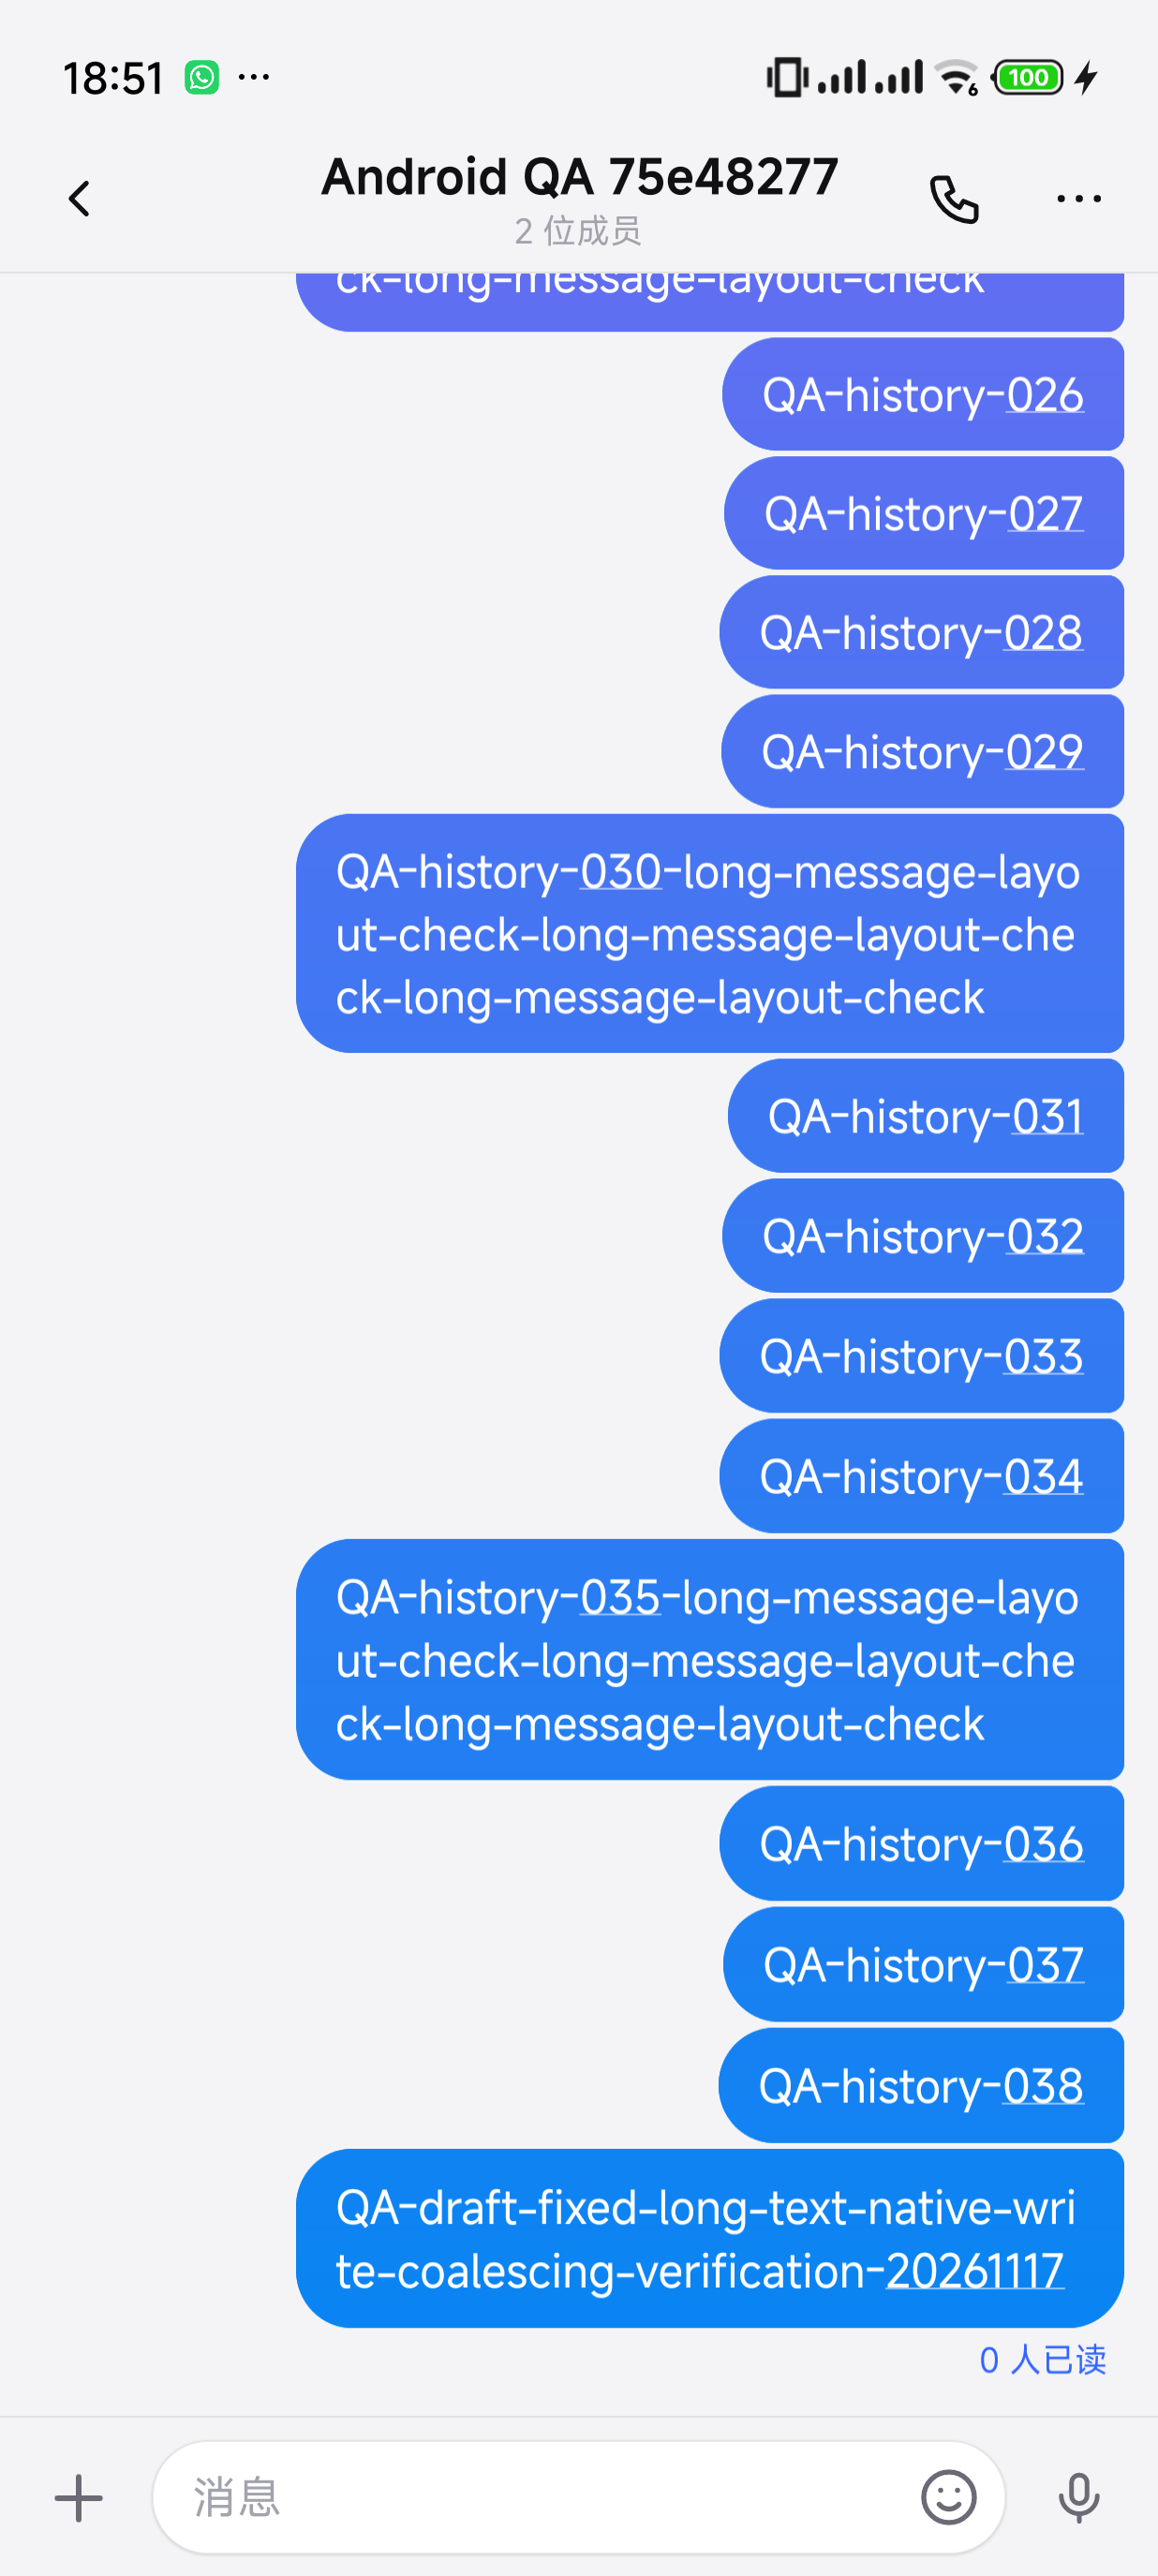 18:51
6
100
Android QA 75e48277
2 位成员
ck-long-message-layout-check
QA-history-026
QA-history-027
QA-history-028
QA-history-029
QA-history-030-long-message-layo
ut-check-long-message-layout-che
ck-long-message-layout-check
QA-history-031
QA-history-032
QA-history-033
QA-history-034
QA-history-035-long-message-layo
ut-check-long-message-layout-che
ck-long-message-layout-check
QA-history-036
QA-history-037
QA-history-038
QA-draft-fixed-long-text-native-wri
te-coalescing-verification-20261117
0 人已读
消息